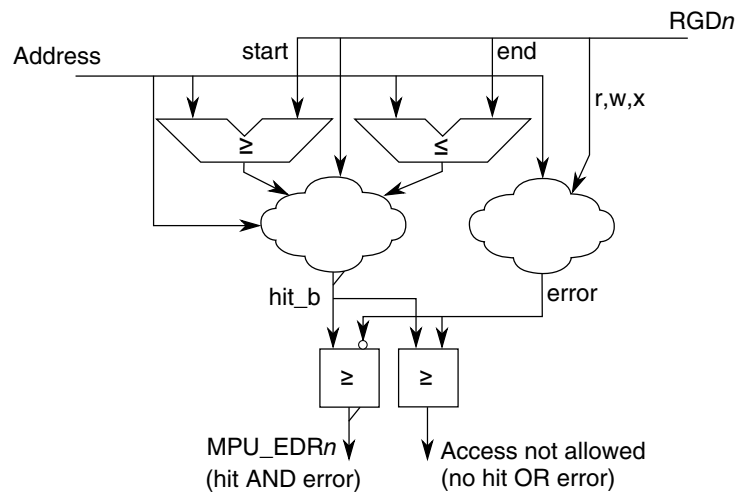 RGDn
Address
start
end
r,w,x
≥
≤
hit_b
error
≥
≥
MPU_EDRn
(hit AND error)
Access not allowed
(no hit OR error)